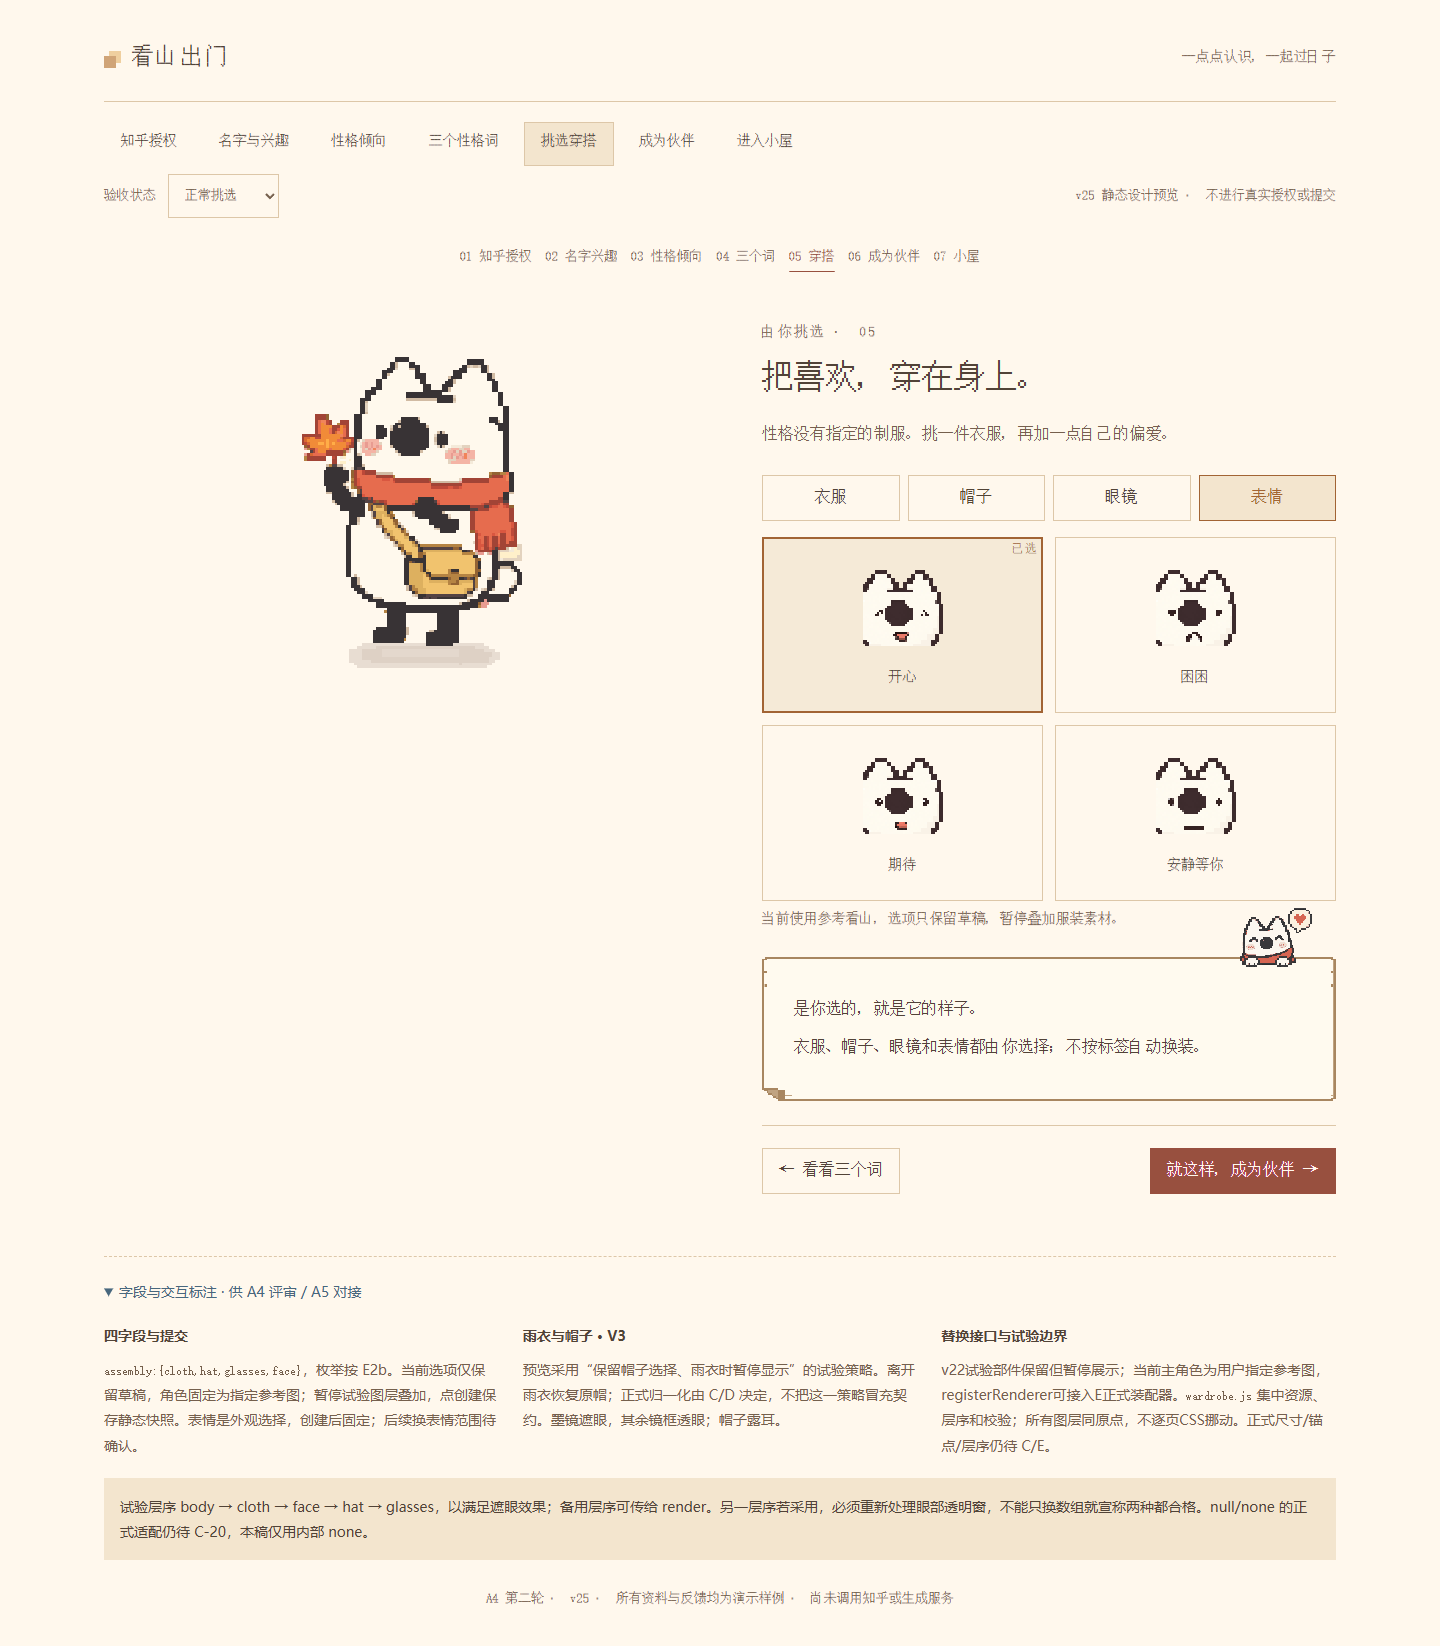 看山出门
一点点认识，一起过日子
知乎授权 名字与兴趣 性格倾向 三个性格词 挑选穿搭 成为伙伴 进入小屋
验收状态 正常挑选
v25 静态设计预览 · 不进行真实授权或提交
01 知乎授权 02 名字兴趣 03 性格倾向 04 三个词 05 穿搭 06 成为伙伴 07 小屋
由你挑选 · 05
把喜欢，穿在身上。
性格没有指定的制服。挑一件衣服，再加一点自己的偏爱。
衣服 帽子 眼镜 表情
已选
开心 困困
期待 安静等你
当前使用参考看山，选项只保留草稿，暂停叠加服装素材。
是你选的，就是它的样子。
衣服、帽子、眼镜和表情都由你选择；不按标签自动换装。
← 看看三个词
就这样，成为伙伴 →
▼ 字段与交互标注 · 供 A4 评审 / A5 对接
四字段与提交
assembly:{cloth,hat,glasses,face}，枚举按 E2b。当前选项仅保
留草稿，角色固定为指定参考图；暂停试验图层叠加，点创建保
存静态快照。表情是外观选择，创建后固定；后续换表情范围待
确认。
雨衣与帽子 • V3
预览采用“保留帽子选择、雨衣时暂停显示”的试验策略。离开
雨衣恢复原帽；正式归一化由 C/D 决定，不把这一策略冒充契
约。墨镜遮眼，其余镜框透眼；帽子露耳。
替换接口与试验边界
v22试验部件保留但暂停展示；当前主角色为用户指定参考图，
registerRenderer可接入E正式装配器。wardrobe.js 集中资源、
层序和校验；所有图层同原点，不逐页CSS挪动。正式尺寸/锚
点/层序仍待 C/E。
试验层序 body → cloth → face → hat → glasses，以满足遮眼效果；备用层序可传给 render。另一层序若采用，必须重新处理眼部透明窗，不能只换数组就宣称两种都合格。null/none 的正
式适配仍待 C-20，本稿仅用内部 none。
A4 第二轮 · v25 · 所有资料与反馈均为演示样例 · 尚未调用知乎或生成服务